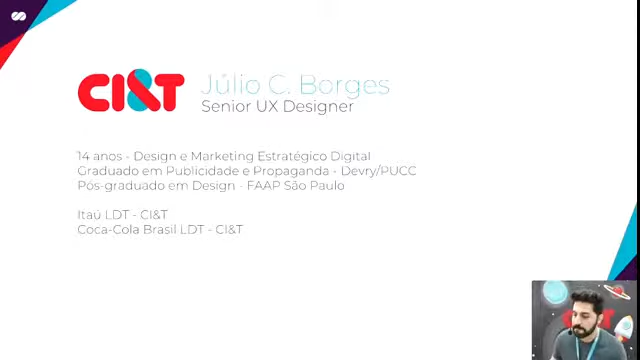 CI&T
Júlio C. Borges
Senior UX Designer
14 anos - Design e Marketing Estratégico Digital
Graduado em Publicidade e Propaganda - Devry/PUCC
Pós-graduado em Design - FAAP São Paulo
Itaú LDT - CI&T
Coca-Cola Brasil LDT - CI&T